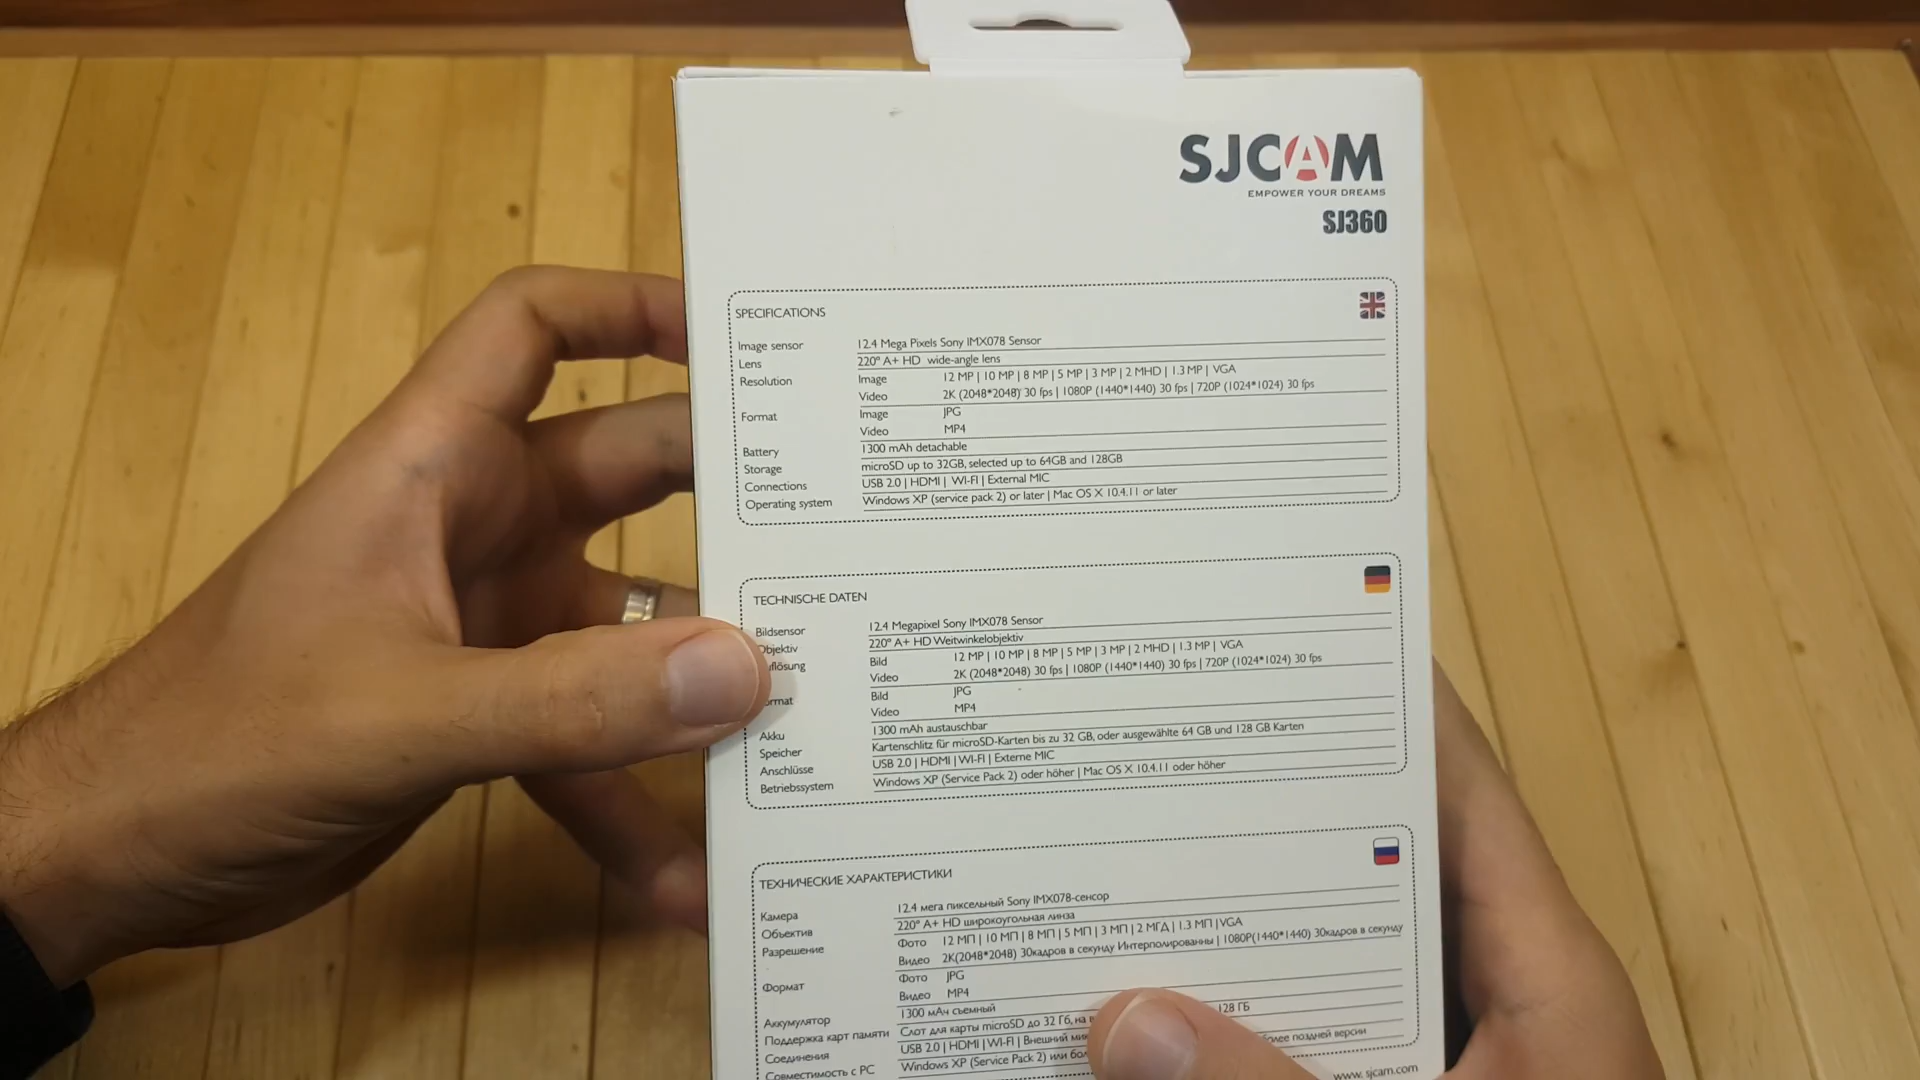 SJCAM
EMPOWER YOUR DREAMS
SJ360
SPECIFICATIONS
Image sensor 12.4 Mega Pixels Sony IMX078 Sensor
Lens 220° A+ HD wide-angle lens
Resolution Image 12 MP | 10 MP | 8 MP | 5 MP | 3 MP | 2 MHD | 1.3 MP | VGA
Video 2K (2048*2048) 30 fps | 1080P (1440*1440) 30 fps | 720P (1024*1024) 30 fps
Format Image JPG
Video MP4
Battery 1300 mAh detachable
Storage microSD up to 32GB, selected up to 64GB and 128GB
Connections USB 2.0 | HDMI | WI-FI | External MIC
Operating system Windows XP (service pack 2) or later | Mac OS X 10.4.11 or later
TECHNISCHE DATEN
Bildsensor 12.4 Megapixel Sony IMX078 Sensor
Objektiv 220° A+ HD Weitwinkelobjektiv
uflösung Bild 12 MP | 10 MP | 8 MP | 5 MP | 3 MP | 2 MHD | 1.3 MP | VGA
Video 2K (2048*2048) 30 fps | 1080P (1440*1440) 30 fps | 720P (1024*1024) 30 fps
ormat Bild JPG
Video MP4
Akku 1300 mAh austauschbar
Speicher Kartenschlitz für microSD-Karten bis zu 32 GB, oder ausgewählte 64 GB und 128 GB Karten
Anschlüsse USB 2.0 | HDMI | WI-FI | Externe MIC
Betriebssystem Windows XP (Service Pack 2) oder höher | Mac OS X 10.4.11 oder höher
ТЕХНИЧЕСКИЕ ХАРАКТЕРИСТИКИ
Камера 12.4 мега пиксельный Sony IMX078-сенсор
Объектив 220° A+ HD широкоугольная линза
Разрешение Фото 12 МП | 10 МП | 8 МП | 5 МП | 3 МП | 2 МГД | 1.3 МП | VGA
Видео 2K(2048*2048) 30кадров в секунду Интерполированны | 1080P(1440*1440) 30кадров в секунду
Формат Фото JPG
Видео MP4
Аккумулятор 1300 мАч съемный
Поддержка карт памяти Слот для карты microSD до 32 Гб, на 128 ГБ
Соединения USB 2.0 | HDMI | WI-FI | Внешний
Совместимость с PC Windows XP (Service Pack 2) или более поздней версии
www. sjcam.com